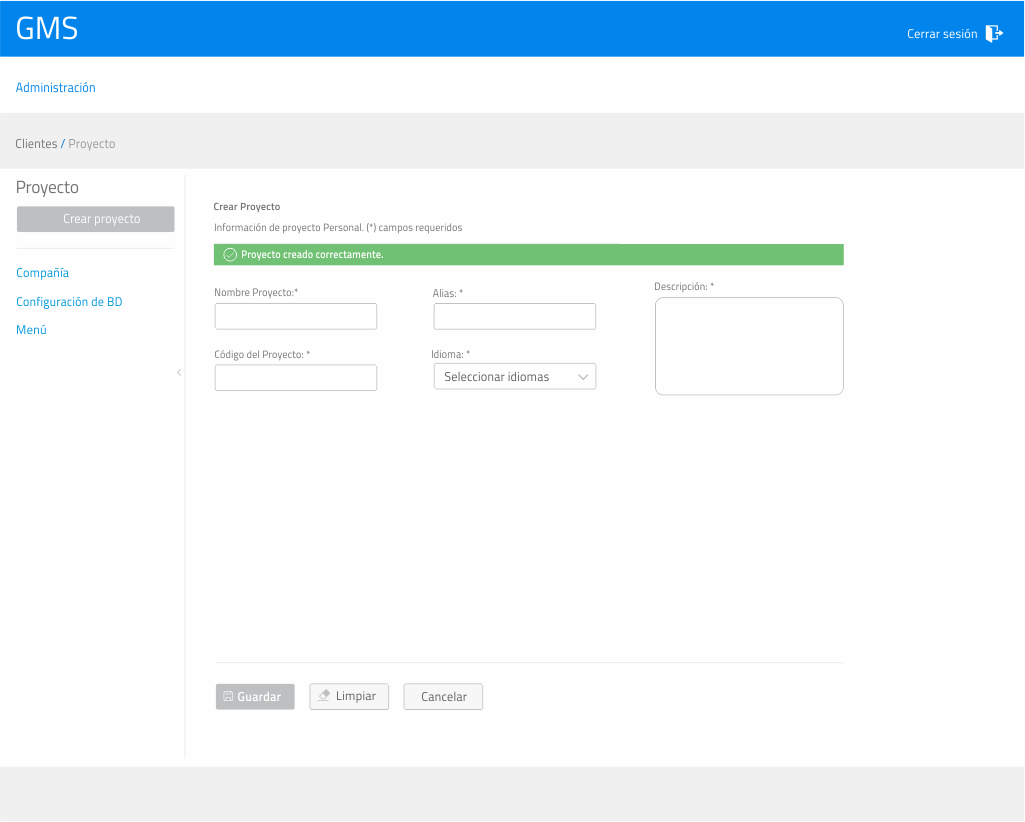 GMS
Cerrar sesión
Administración
Clientes / Proyecto
Proyecto
Crear proyecto
Compañía
Configuración de BD
Menú
Crear Proyecto
Información de proyecto Personal. (*) campos requeridos
Proyecto creado correctamente.
Nombre Proyecto:*
Alias: *
Descripción: *
Código del Proyecto: *
Idioma: *
Seleccionar idiomas
Guardar
Limpiar
Cancelar